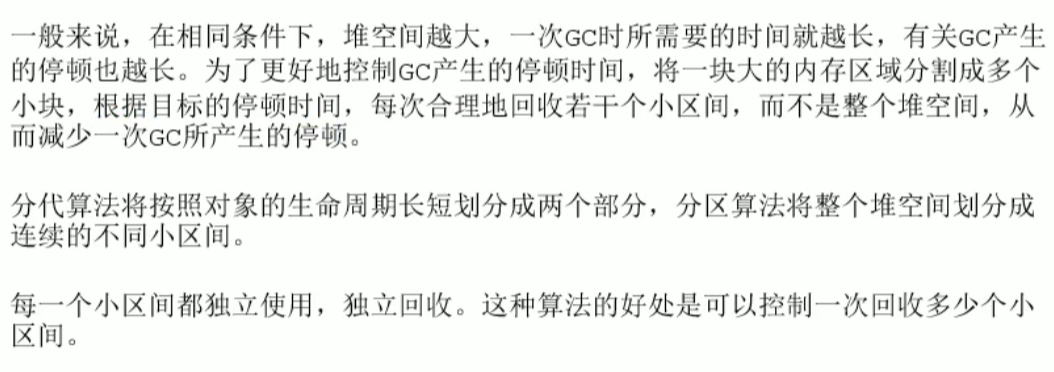 一般来说，在相同条件下，堆空间越大，一次GC时所需要的时间就越长，有关GC产生
的停顿也越长。为了更好地控制GC产生的停顿时间，将一块大的内存区域分割成多个
小块，根据目标的停顿时间，每次合理地回收若干个小区间，而不是整个堆空间，从
而减少一次GC所产生的停顿。
分代算法将按照对象的生命周期长短划分成两个部分，分区算法将整个堆空间划分成
连续的不同小区间。
每一个小区间都独立使用，独立回收。这种算法的好处是可以控制一次回收多少个小
区间。